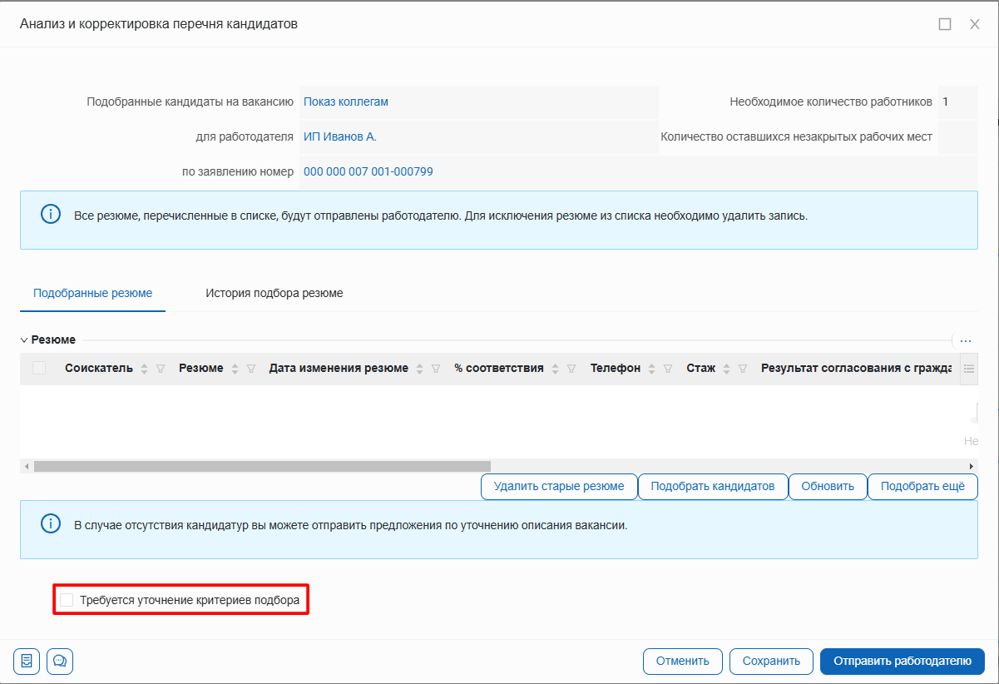 Анализ и корректировка перечня кандидатов
Подобранные кандидаты на вакансию Показ коллегам Необходимое количество работников 1
для работодателя ИП Иванов А. Количество оставшихся незакрытых рабочих мест
по заявлению номер 000 000 007 001-000799
Все резюме, перечисленные в списке, будут отправлены работодателю. Для исключения резюме из списка необходимо удалить запись.
Подобранные резюме История подбора резюме
Резюме
Соискатель Резюме Дата изменения резюме % соответствия Телефон Стаж Результат согласования с гражда
Не
Удалить старые резюме Подобрать кандидатов Обновить Подобрать ещё
В случае отсутствия кандидатур вы можете отправить предложения по уточнению описания вакансии.
Требуется уточнение критериев подбора
Отменить Сохранить Отправить работодателю